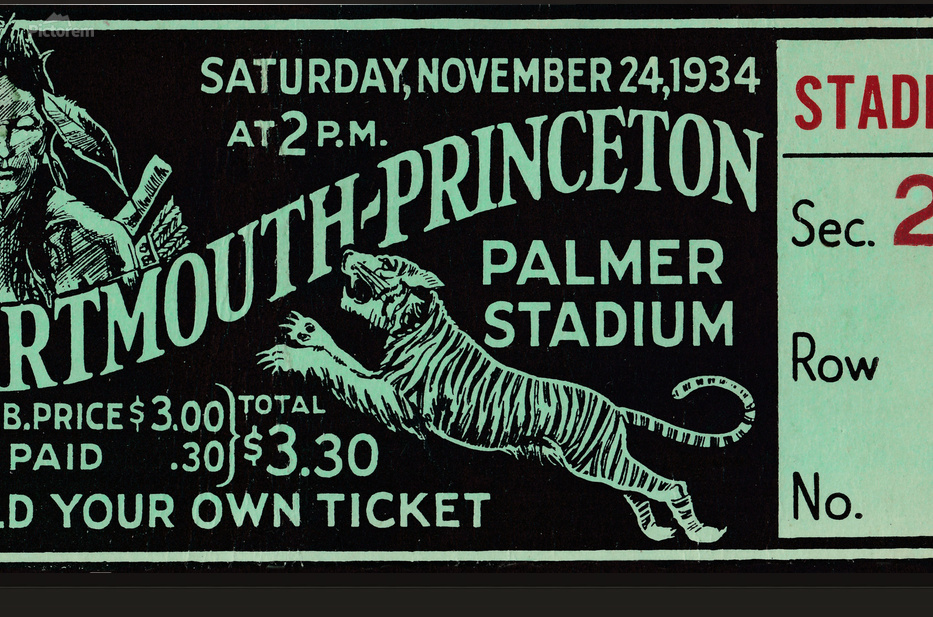 Pictorem
SATURDAY, NOVEMBER 24, 1934
AT 2 P.M.
RTMOUTH-PRINCETON
PALMER
STADIUM
B. PRICE $3.00
PAID .30
TOTAL
$3.30
LD YOUR OWN TICKET
STADI
Sec. 2
Row
No.